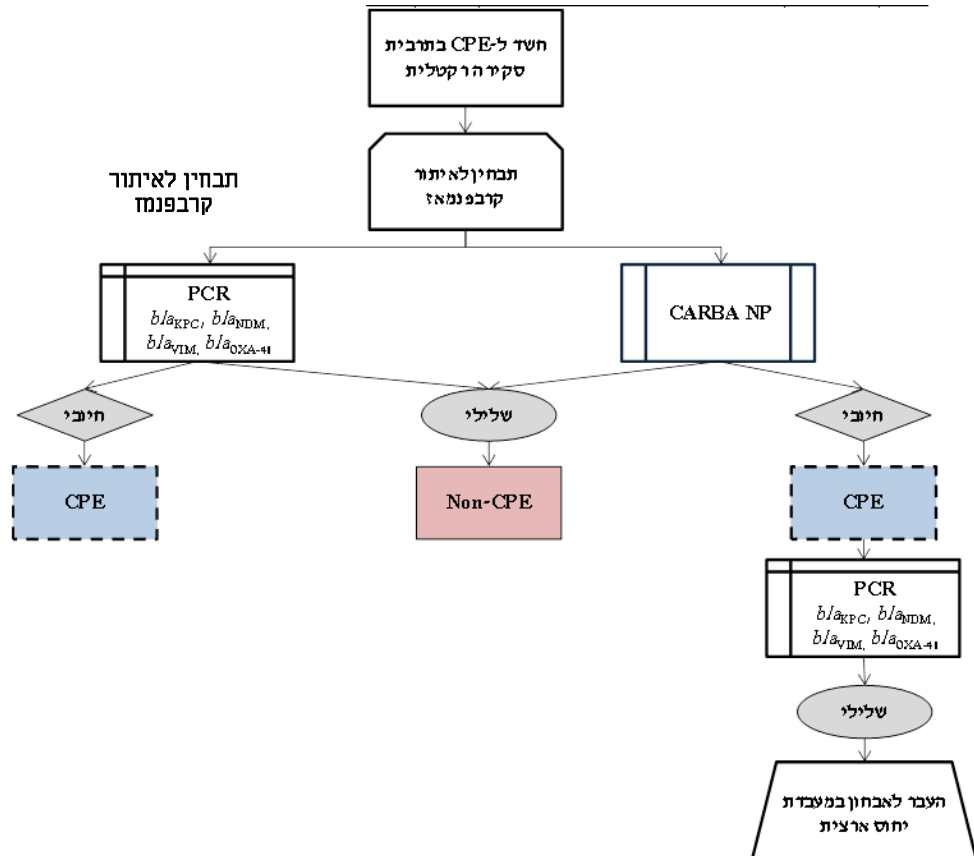 חשד ל-CPE בתרבית
סקירה רקטלית
תבחין לאיתור
קרבפנמאז
תבחין לאיתור
קרבפנמז
PCR
blaKPC, blaNDM,
blaVIM, blaOXA-48
CARBA NP
חיובי
שלילי
חיובי
CPE
Non-CPE
CPE
PCR
blaKPC, blaNDM,
blaVIM, blaOXA-48
שלילי
העבר לאבחון במעבדת
יחוס ארצית